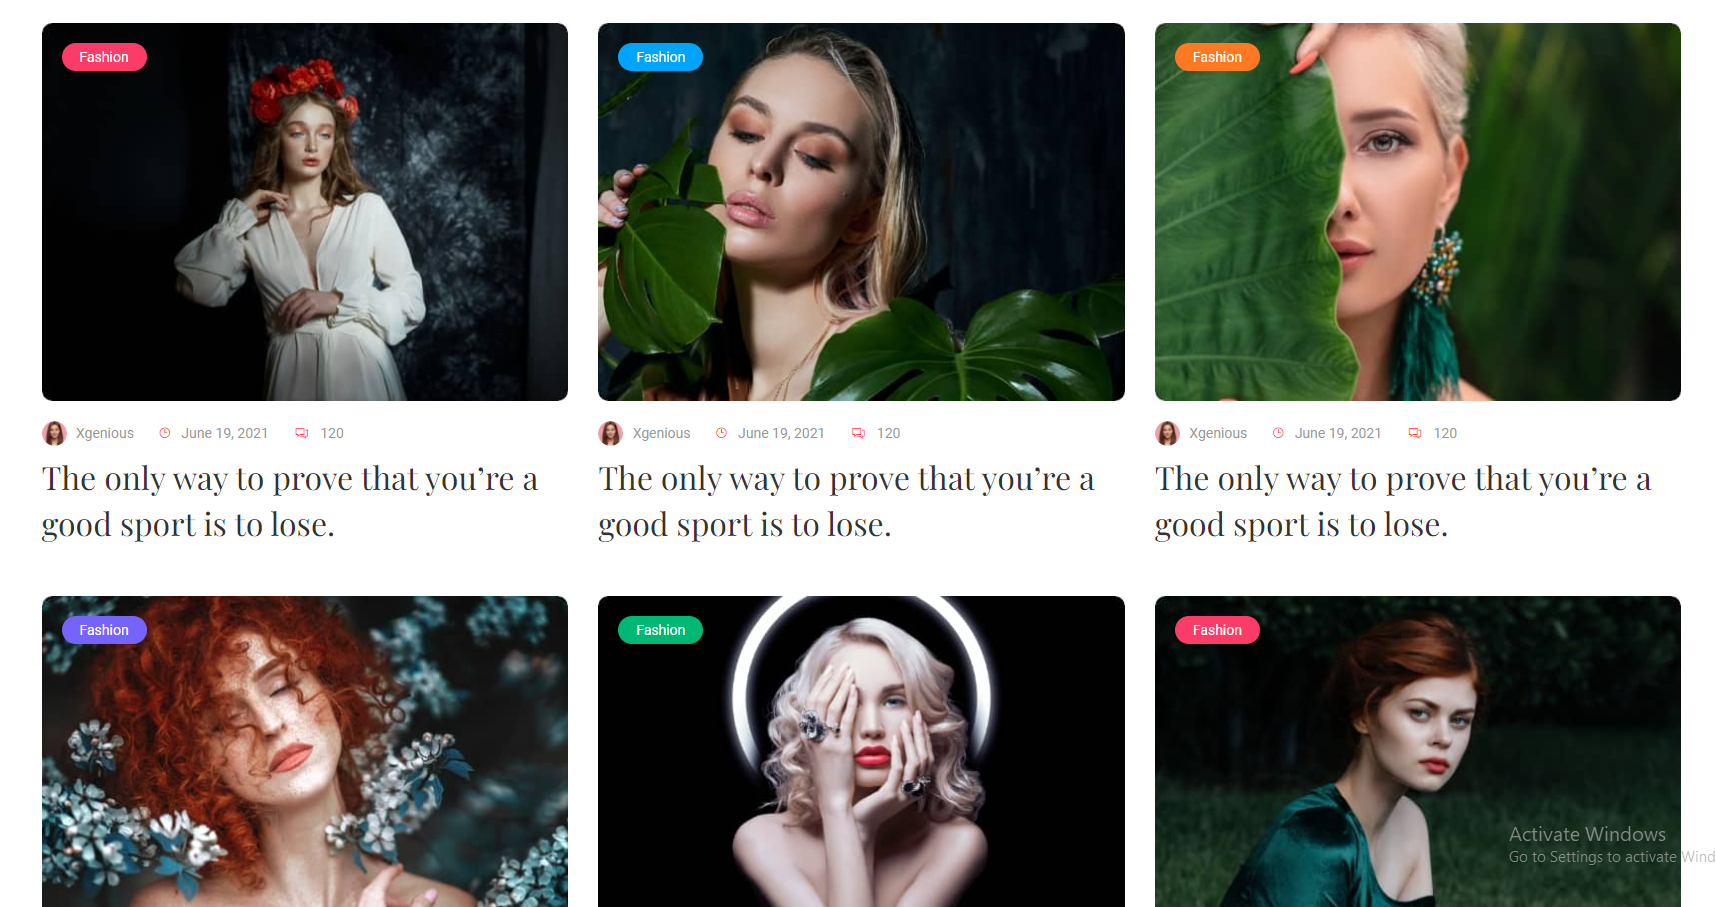 Fashion
Fashion
Fashion
Xgenious June 19, 2021 120
Xgenious June 19, 2021 120
Xgenious June 19, 2021 120
The only way to prove that you’re a
good sport is to lose.
The only way to prove that you’re a
good sport is to lose.
The only way to prove that you’re a
good sport is to lose.
Fashion
Fashion
Fashion
Activate Windows
Go to Settings to activate Wind